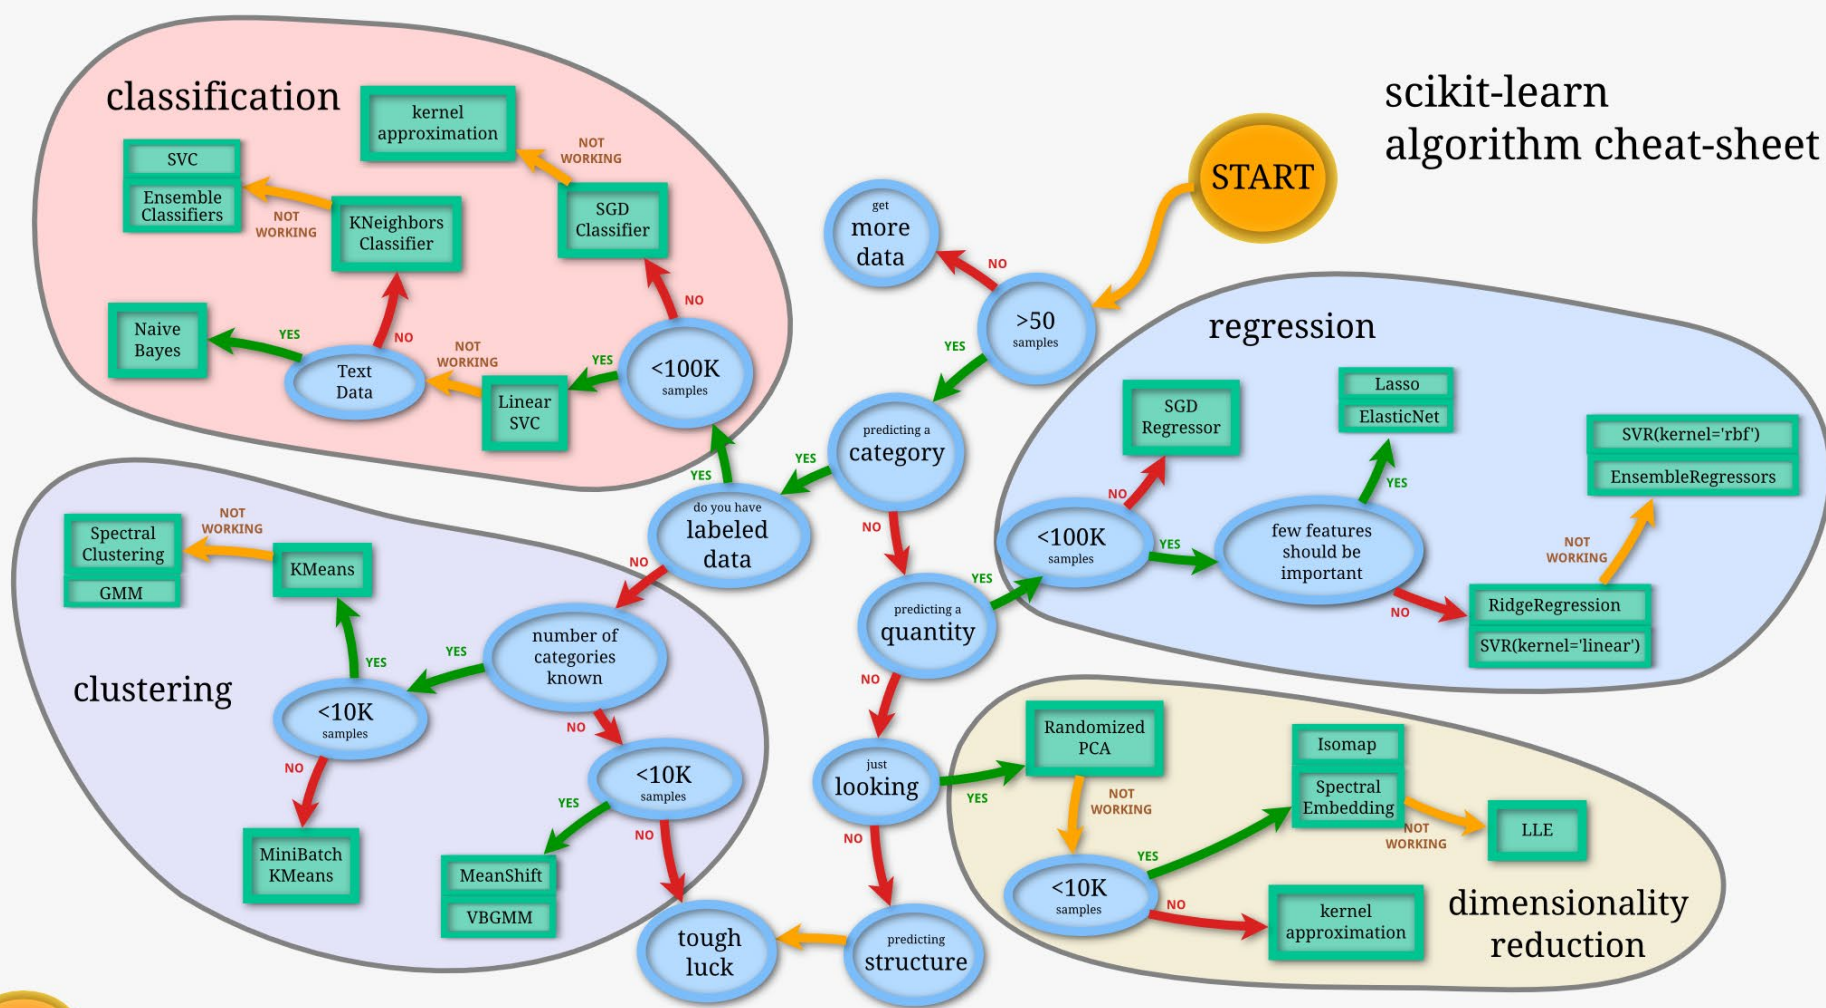 scikit-learn
algorithm cheat-sheet
START
classification
kernel
approximation
NOT
WORKING
SVC
Ensemble
Classifiers
NOT
WORKING
KNeighbors
Classifier
SGD
Classifier
NO
Naive
Bayes
YES
NO
Text
Data
NOT
WORKING
Linear
SVC
YES
<100K
samples
get
more
data
NO
>50
samples
YES
predicting a
category
YES
NO
YES
do you have
labeled
data
NO
predicting a
quantity
YES
NO
just
looking
YES
NO
predicting
structure
tough
luck
regression
SGD
Regressor
NO
<100K
samples
YES
Lasso
ElasticNet
YES
few features
should be
important
NO
SVR(kernel='rbf')
EnsembleRegressors
NOT
WORKING
RidgeRegression
SVR(kernel='linear')
clustering
Spectral
Clustering
GMM
NOT
WORKING
KMeans
YES
number of
categories
known
YES
NO
<10K
samples
NO
MiniBatch
KMeans
<10K
samples
YES
NO
MeanShift
VBGMM
Randomized
PCA
NOT
WORKING
<10K
samples
YES
NO
Isomap
Spectral
Embedding
NOT
WORKING
LLE
kernel
approximation
dimensionality
reduction